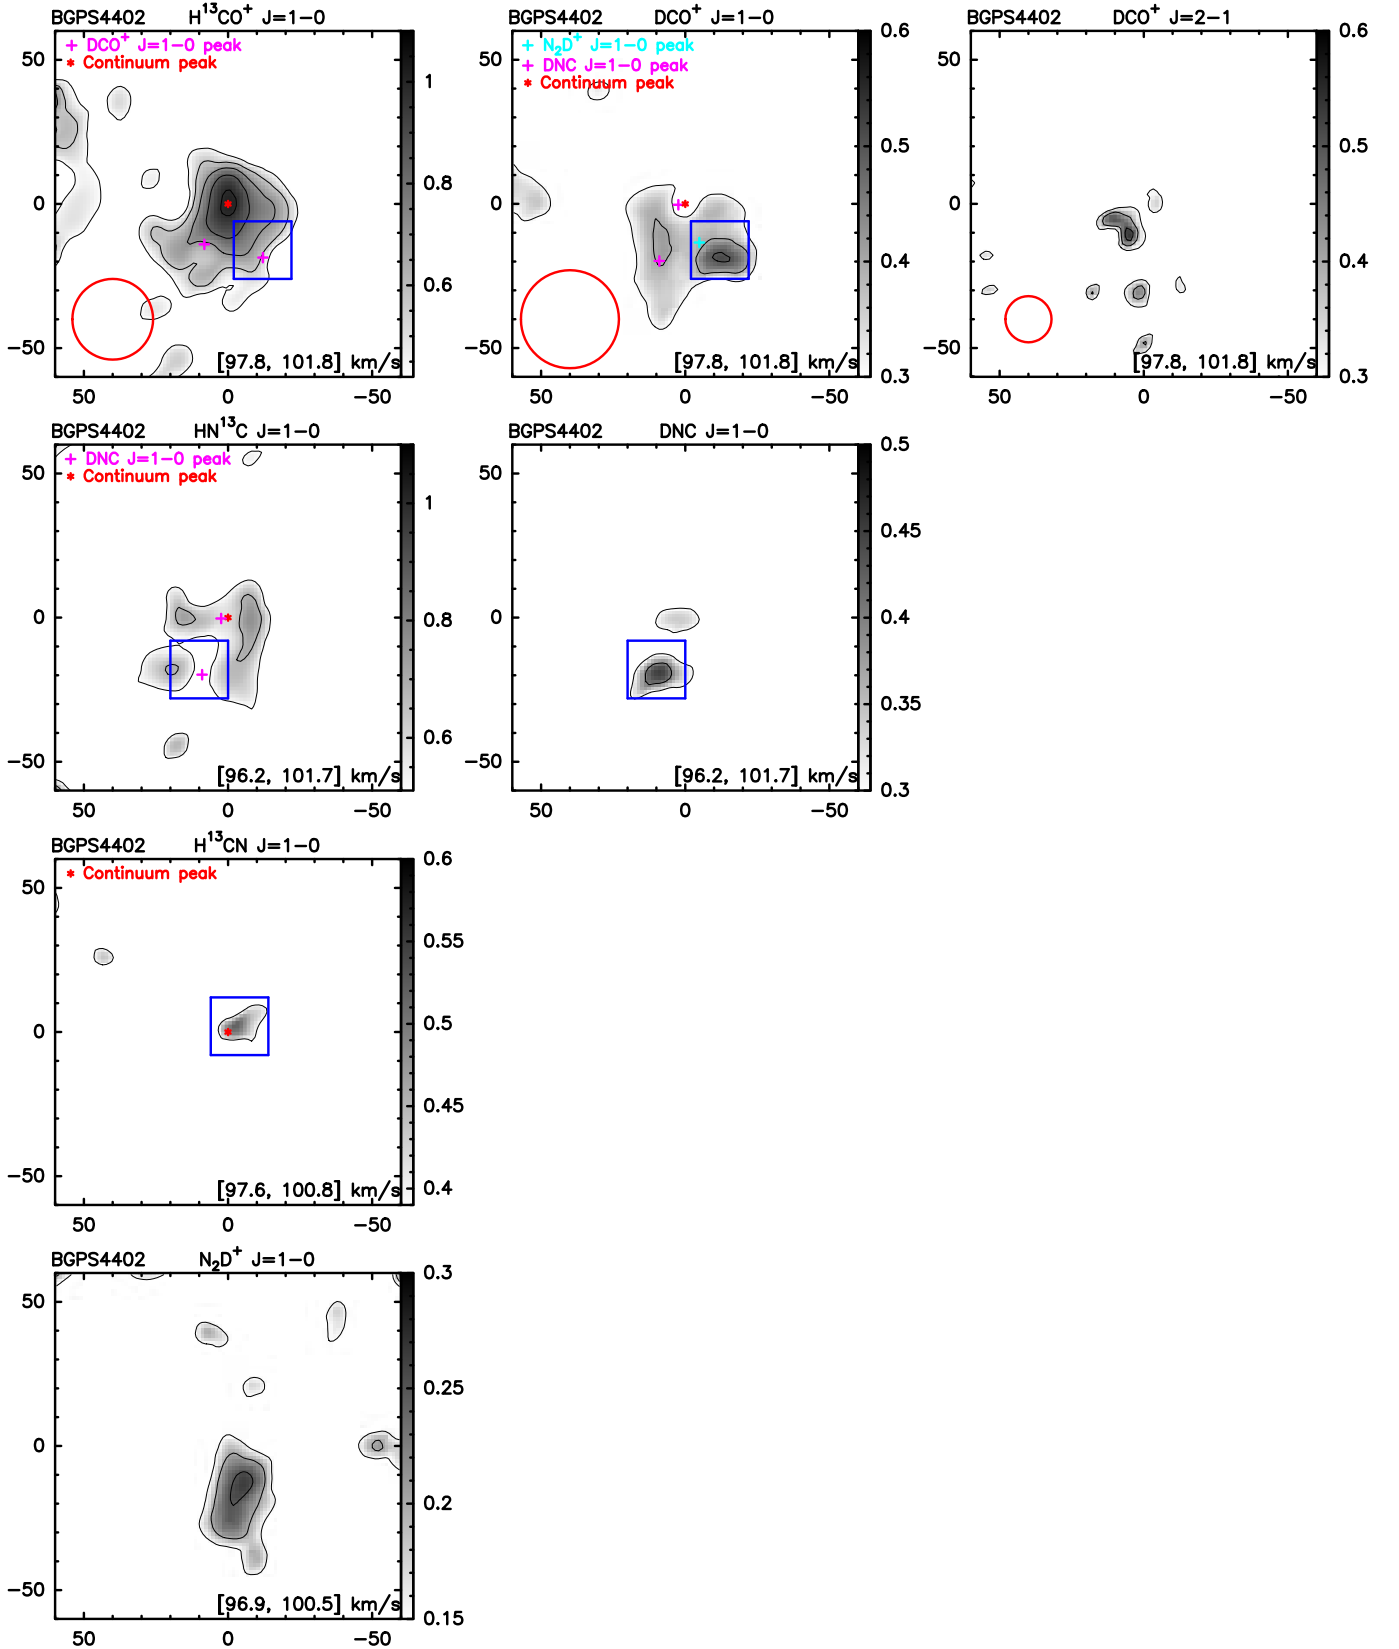 BGPS4402 H¹³CO⁺ J=1−0
+ DCO⁺ J=1−0 peak
* Continuum peak
50
0
−50
50 0 −50
1
0.8
0.6
[97.8, 101.8] km/s
BGPS4402 DCO⁺ J=1−0
+ N₂D⁺ J=1−0 peak
+ DNC J=1−0 peak
* Continuum peak
50
0
−50
50 0 −50
0.6
0.5
0.4
0.3
[97.8, 101.8] km/s
BGPS4402 DCO⁺ J=2−1
50
0
−50
50 0 −50
0.6
0.5
0.4
0.3
[97.8, 101.8] km/s
BGPS4402 HN¹³C J=1−0
+ DNC J=1−0 peak
* Continuum peak
50
0
−50
50 0 −50
1
0.8
0.6
[96.2, 101.7] km/s
BGPS4402 DNC J=1−0
50
0
−50
50 0 −50
0.5
0.45
0.4
0.35
0.3
[96.2, 101.7] km/s
BGPS4402 H¹³CN J=1−0
* Continuum peak
50
0
−50
50 0 −50
0.6
0.55
0.5
0.45
0.4
[97.6, 100.8] km/s
BGPS4402 N₂D⁺ J=1−0
50
0
−50
50 0 −50
0.3
0.25
0.2
0.15
[96.9, 100.5] km/s